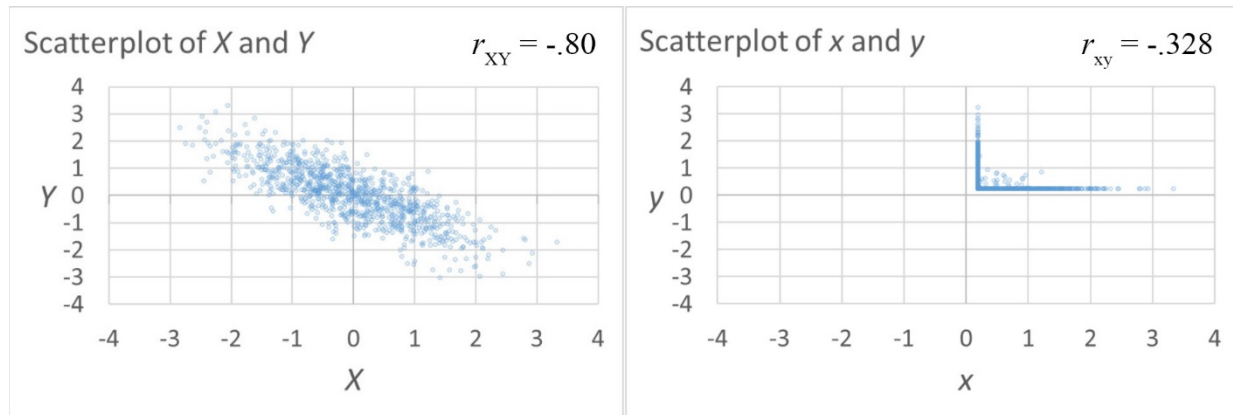 Scatterplot of X and Y
r_XY = -.80
4
3
2
1
0
-1
-2
-3
-4
Y
-4 -3 -2 -1 0 1 2 3 4
X
Scatterplot of x and y
r_xy = -.328
4
3
2
1
0
-1
-2
-3
-4
y
-4 -3 -2 -1 0 1 2 3 4
x